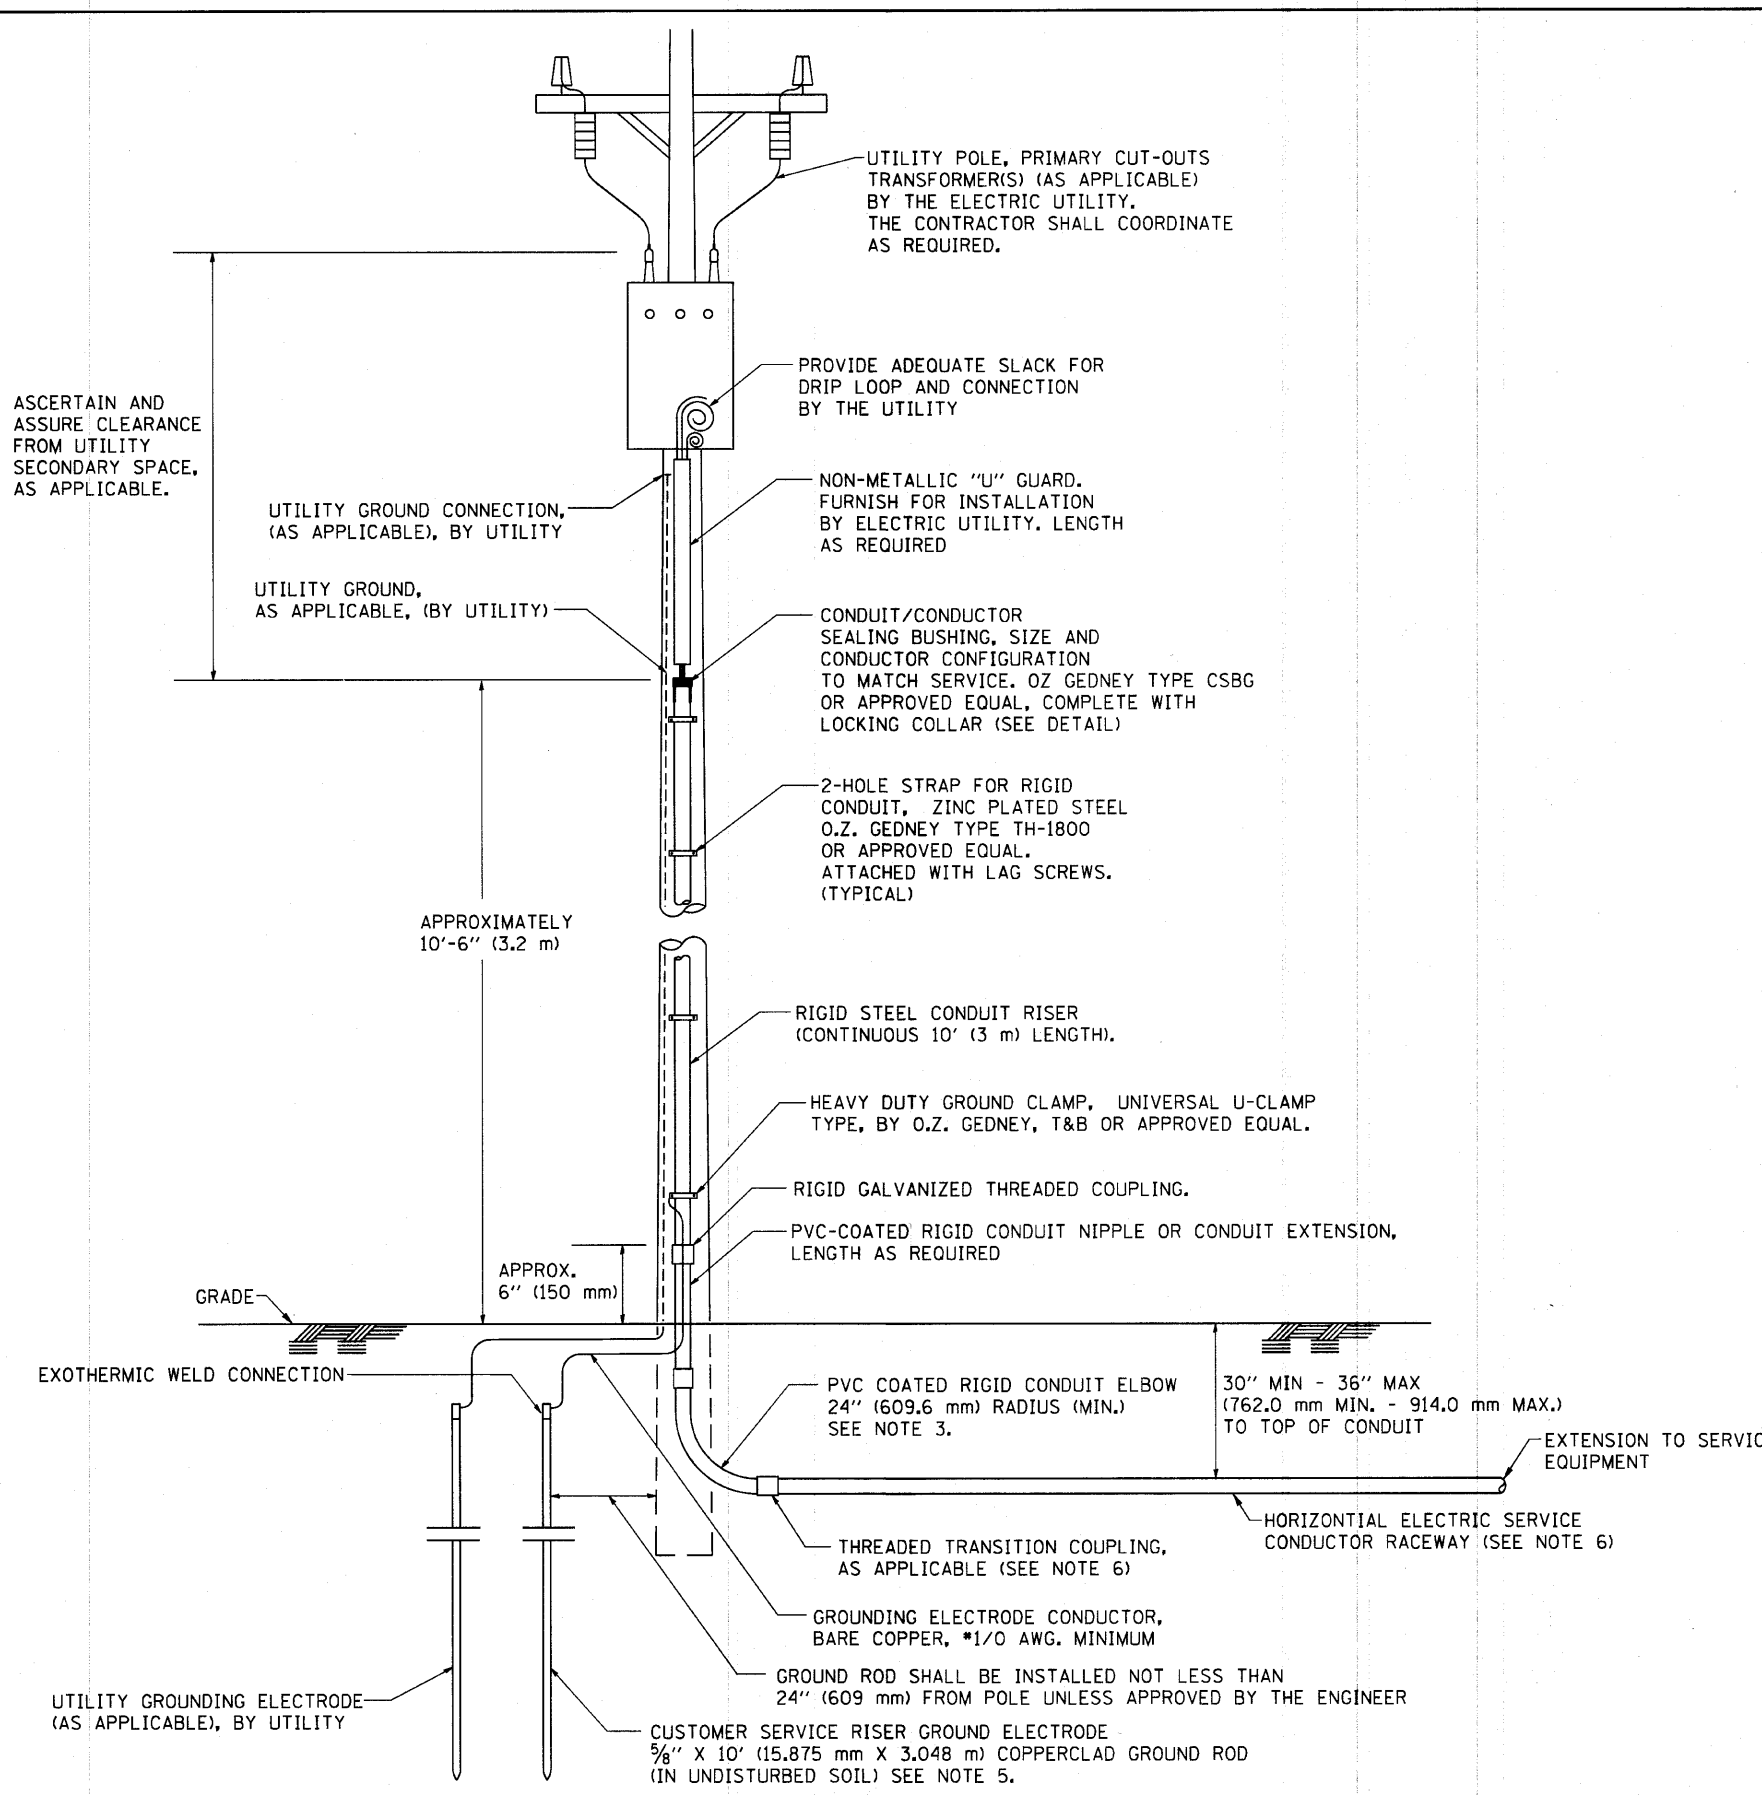 UTILITY POLE, PRIMARY CUT-OUTS
TRANSFORMER(S) (AS APPLICABLE)
BY THE ELECTRIC UTILITY.
THE CONTRACTOR SHALL COORDINATE
AS REQUIRED.
PROVIDE ADEQUATE SLACK FOR
DRIP LOOP AND CONNECTION
BY THE UTILITY
ASCERTAIN AND
ASSURE CLEARANCE
FROM UTILITY
SECONDARY SPACE,
AS APPLICABLE.
NON-METALLIC "U" GUARD.
FURNISH FOR INSTALLATION
BY ELECTRIC UTILITY. LENGTH
AS REQUIRED
UTILITY GROUND CONNECTION,
(AS APPLICABLE), BY UTILITY
UTILITY GROUND,
AS APPLICABLE, (BY UTILITY)
CONDUIT/CONDUCTOR
SEALING BUSHING, SIZE AND
CONDUCTOR CONFIGURATION
TO MATCH SERVICE. OZ GEDNEY TYPE CSBG
OR APPROVED EQUAL, COMPLETE WITH
LOCKING COLLAR (SEE DETAIL)
2-HOLE STRAP FOR RIGID
CONDUIT, ZINC PLATED STEEL
O.Z. GEDNEY TYPE TH-1800
OR APPROVED EQUAL.
ATTACHED WITH LAG SCREWS.
(TYPICAL)
APPROXIMATELY
10'-6" (3.2 m)
RIGID STEEL CONDUIT RISER
(CONTINUOUS 10' (3 m) LENGTH).
HEAVY DUTY GROUND CLAMP, UNIVERSAL U-CLAMP
TYPE, BY O.Z. GEDNEY, T&B OR APPROVED EQUAL.
RIGID GALVANIZED THREADED COUPLING.
PVC-COATED RIGID CONDUIT NIPPLE OR CONDUIT EXTENSION,
LENGTH AS REQUIRED
APPROX.
6" (150 mm)
GRADE
EXOTHERMIC WELD CONNECTION
PVC COATED RIGID CONDUIT ELBOW
24" (609.6 mm) RADIUS (MIN.)
SEE NOTE 3.
30" MIN - 36" MAX
(762.0 mm MIN. - 914.0 mm MAX.)
TO TOP OF CONDUIT
EXTENSION TO SERVIC
EQUIPMENT
HORIZONTIAL ELECTRIC SERVICE
CONDUCTOR RACEWAY (SEE NOTE 6)
THREADED TRANSITION COUPLING,
AS APPLICABLE (SEE NOTE 6)
GROUNDING ELECTRODE CONDUCTOR,
BARE COPPER, #1/0 AWG. MINIMUM
GROUND ROD SHALL BE INSTALLED NOT LESS THAN
24" (609 mm) FROM POLE UNLESS APPROVED BY THE ENGINEER
UTILITY GROUNDING ELECTRODE
(AS APPLICABLE), BY UTILITY
CUSTOMER SERVICE RISER GROUND ELECTRODE
5/8" X 10' (15.875 mm X 3.048 m) COPPERCLAD GROUND ROD
(IN UNDISTURBED SOIL) SEE NOTE 5.